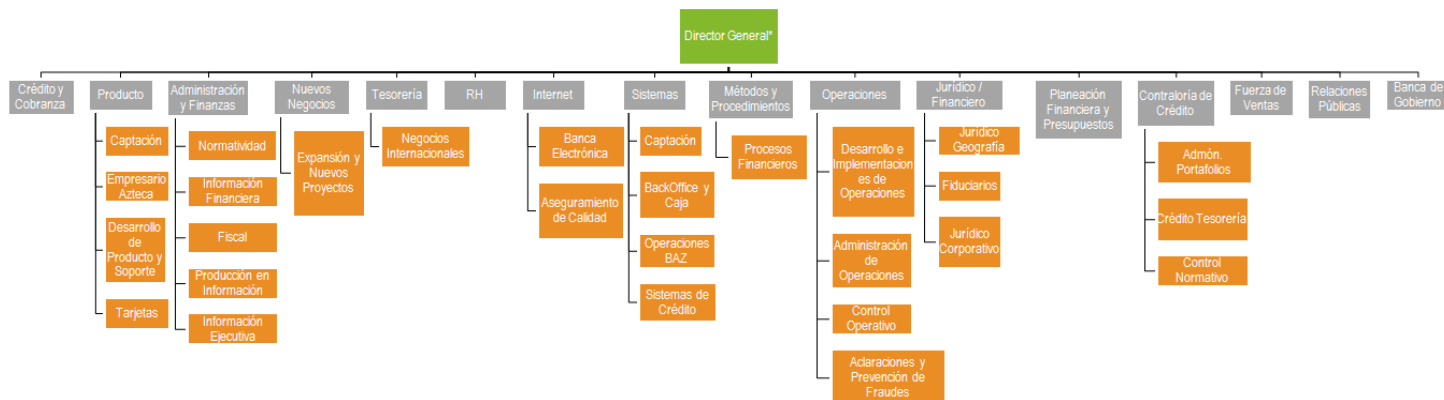 Director General*
Crédito y
Cobranza
Producto
Administración
y Finanzas
Nuevos
Negocios
Tesorería
RH
Internet
Sistemas
Métodos y
Procedimientos
Operaciones
Jurídico /
Financiero
Planeación
Financiera y
Presupuestos
Contraloría de
Crédito
Fuerza de
Ventas
Relaciones
Públicas
Banca de
Gobierno
Captación
Empresario
Azteca
Desarrollo
de
Producto y
Soporte
Tarjetas
Normatividad
Información
Financiera
Fiscal
Producción en
Información
Información
Ejecutiva
Expansión y
Nuevos
Proyectos
Negocios
Internacionales
Banca
Electrónica
Aseguramiento
de Calidad
Captación
BackOffice y
Caja
Operaciones
BAZ
Sistemas de
Crédito
Procesos
Financieros
Desarrollo e
Implementacion
es de
Operaciones
Administración
de
Operaciones
Control
Operativo
Aclaraciones y
Prevención de
Fraudes
Jurídico
Geografía
Fiduciarios
Jurídico
Corporativo
Admón.
Portafolios
Crédito Tesorería
Control
Normativo